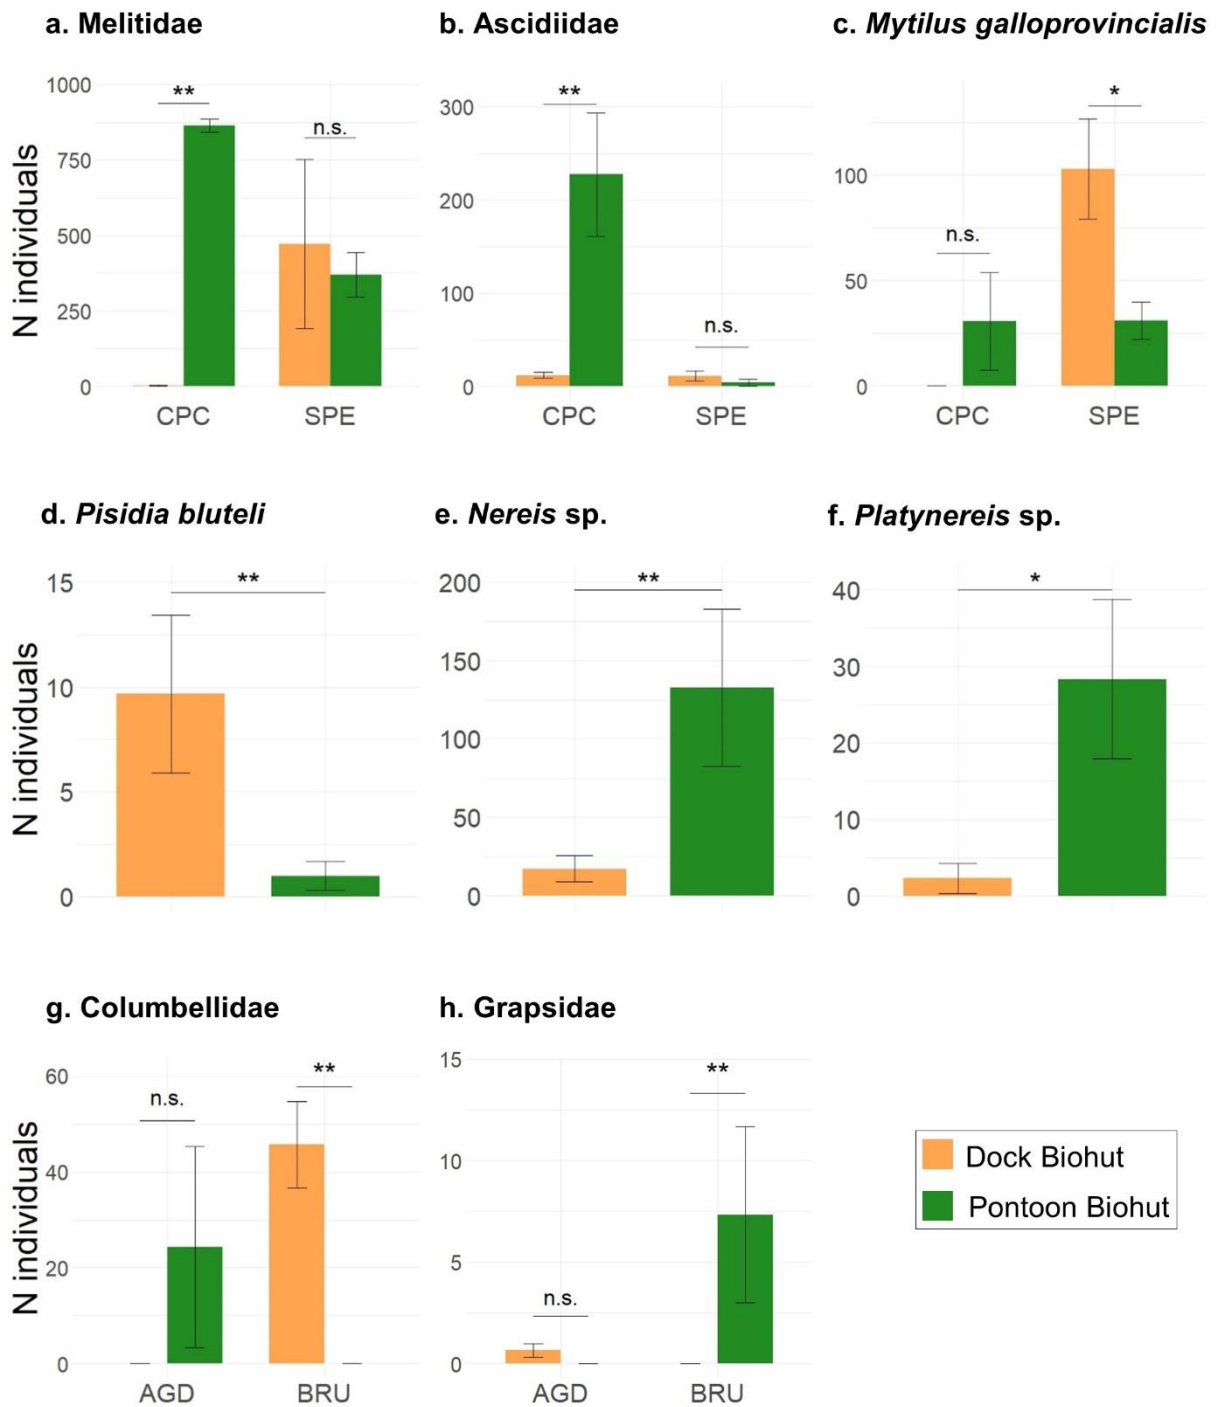 a. Melitidae
b. Ascidiidae
c. Mytilus galloprovincialis
N individuals
1000
750
500
250
0
**
n.s.
CPC
SPE
300
200
100
0
**
n.s.
CPC
SPE
100
50
0
n.s.
*
CPC
SPE
d. Pisidia bluteli
e. Nereis sp.
f. Platynereis sp.
N individuals
15
10
5
0
**
200
150
100
50
0
**
40
30
20
10
0
*
g. Columbellidae
h. Grapsidae
N individuals
60
40
20
0
n.s.
**
AGD
BRU
15
10
5
0
n.s.
**
AGD
BRU
Dock Biohut
Pontoon Biohut